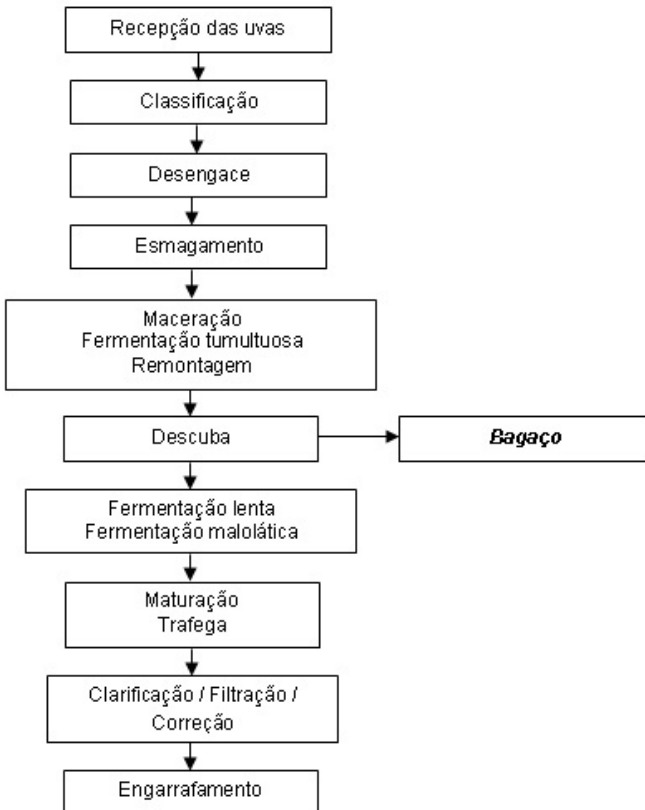 Recepção das uvas
Classificação
Desengace
Esmagamento
Maceração
Fermentação tumultuosa
Remontagem
Descuba
Bagaço
Fermentação lenta
Fermentação malolática
Maturação
Trafega
Clarificação / Filtração /
Correção
Engarrafamento